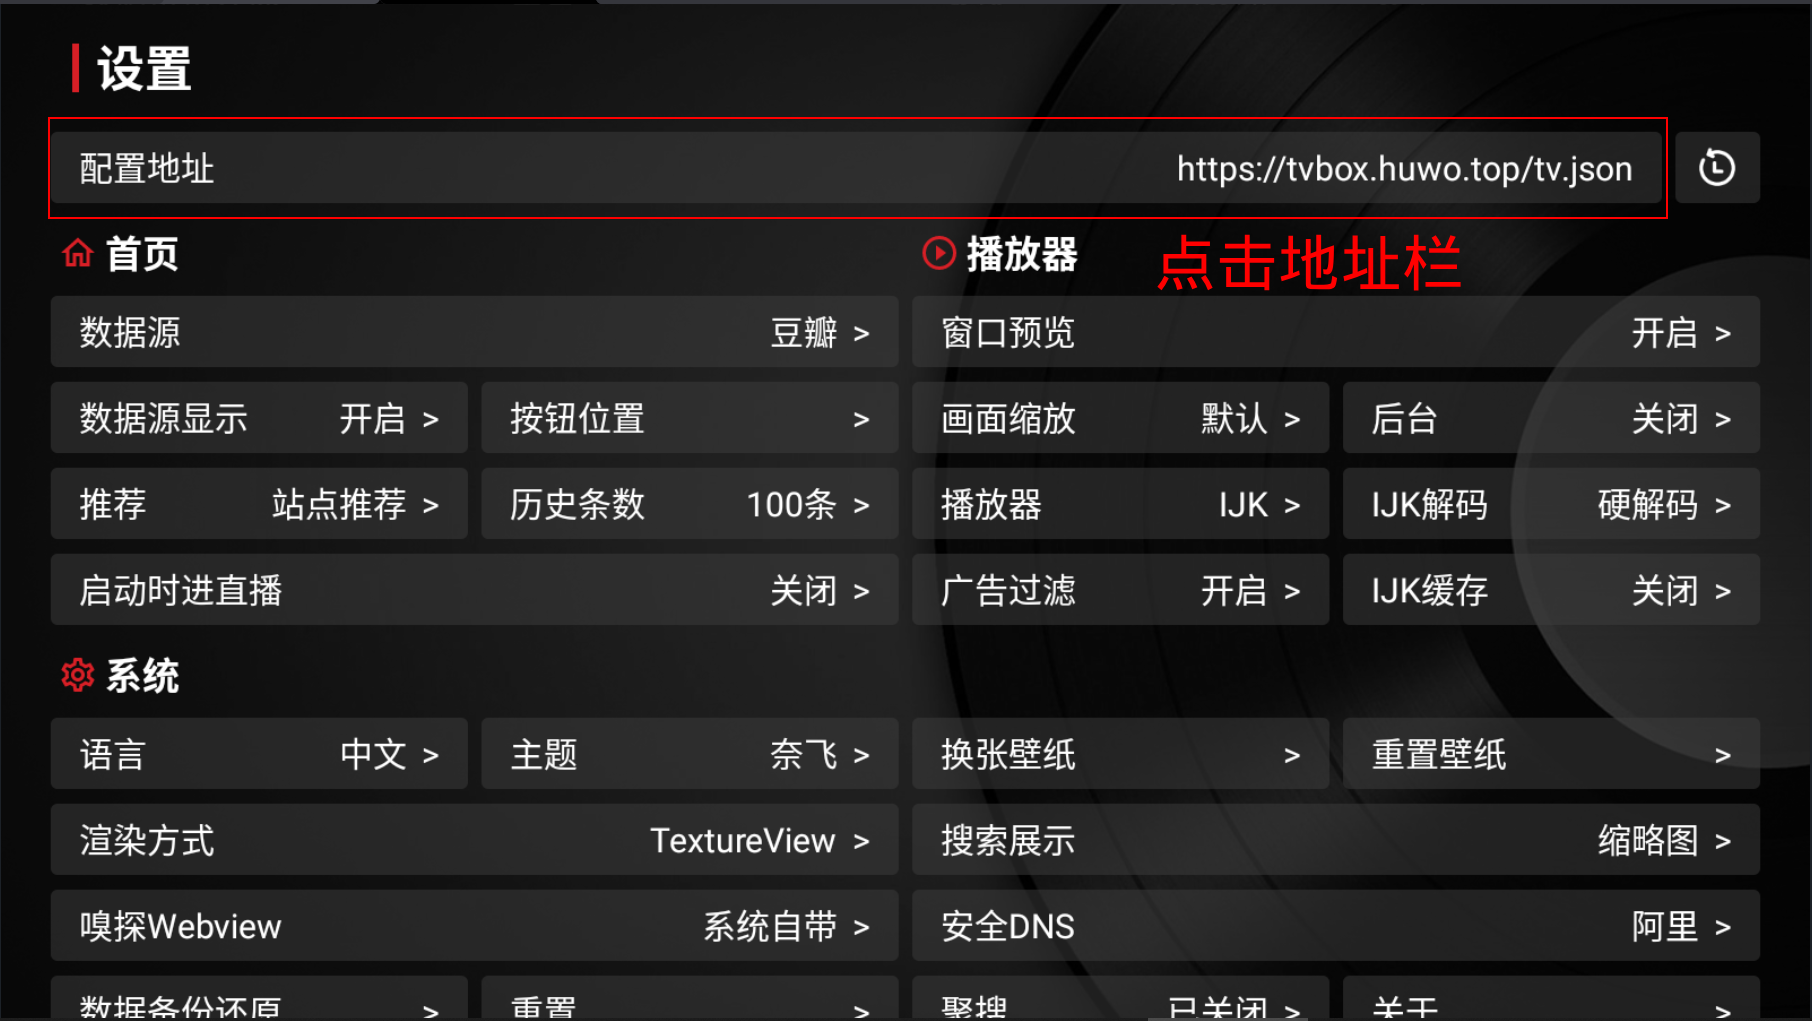 设置
配置地址 https://tvbox.huwo.top/tv.json
首页
播放器
点击地址栏
数据源 豆瓣 >
窗口预览 开启 >
数据源显示 开启 >
按钮位置 >
画面缩放 默认 >
后台 关闭 >
推荐 站点推荐 >
历史条数 100条 >
播放器 IJK >
IJK解码 硬解码 >
启动时进直播 关闭 >
广告过滤 开启 >
IJK缓存 关闭 >
系统
语言 中文 >
主题 奈飞 >
换张壁纸 >
重置壁纸 >
渲染方式 TextureView >
搜索展示 缩略图 >
嗅探Webview 系统自带 >
安全DNS 阿里 >
数据备份还原 >
重置 >
聚搜 已关闭 >
关于 >